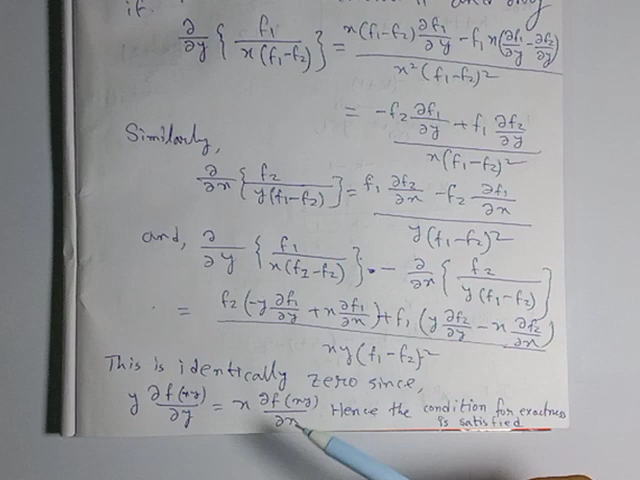 if.
∂/∂y { f₁ / x(f₁-f₂) } = x(f₁-f₂) ∂f₁/∂y - f₁x(∂f₁/∂y - ∂f₂/∂y) / x²(f₁-f₂)²
= -f₂ ∂f₁/∂y + f₁ ∂f₂/∂y / x(f₁-f₂)²
Similarly,
∂/∂x { f₂ / y(f₁-f₂) } = f₁ ∂f₂/∂x - f₂ ∂f₁/∂x / y(f₁-f₂)²
and, ∂/∂y { f₁ / x(f₂-f₂) } - ∂/∂x { f₂ / y(f₁-f₂) }
= f₂(-y ∂f₁/∂y + x ∂f₁/∂x) + f₁(y ∂f₂/∂y - x ∂f₂/∂x) / xy(f₁-f₂)²
This is identically zero since,
y ∂f(xy)/∂y = x ∂f(xy)/∂x Hence the condition for exactness
is satisfied